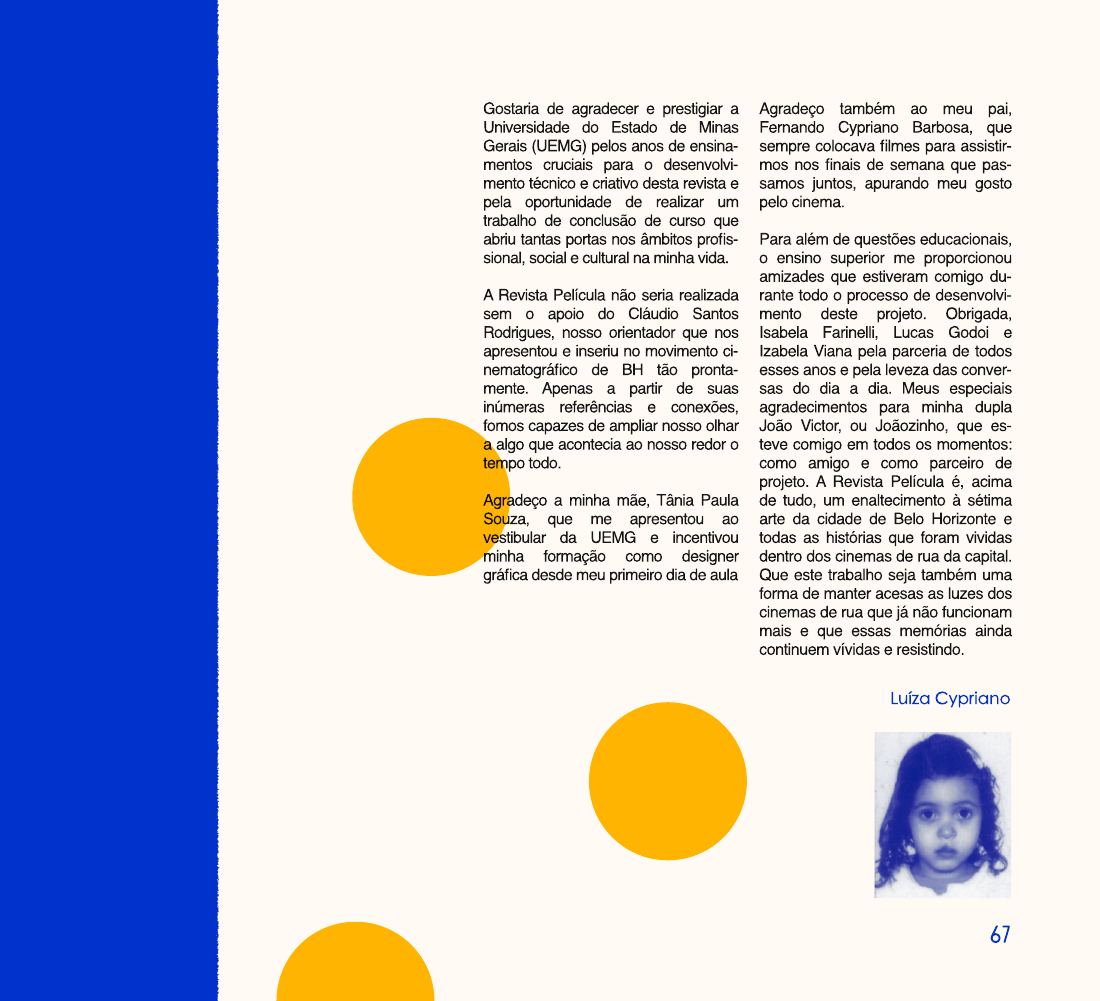 Gostaria de agradecer e prestigiar a
Universidade do Estado de Minas
Gerais (UEMG) pelos anos de ensina-
mentos cruciais para o desenvolvi-
mento técnico e criativo desta revista e
pela oportunidade de realizar um
trabalho de conclusão de curso que
abriu tantas portas nos âmbitos profis-
sional, social e cultural na minha vida.
A Revista Película não seria realizada
sem o apoio do Cláudio Santos
Rodrigues, nosso orientador que nos
apresentou e inseriu no movimento ci-
nematográfico de BH tão pronta-
mente. Apenas a partir de suas
inúmeras referências e conexões,
fomos capazes de ampliar nosso olhar
a algo que acontecia ao nosso redor o
tempo todo.
Agradeço a minha mãe, Tânia Paula
Souza, que me apresentou ao
vestibular da UEMG e incentivou
minha formação como designer
gráfica desde meu primeiro dia de aula
Agradeço também ao meu pai,
Fernando Cypriano Barbosa, que
sempre colocava filmes para assistir-
mos nos finais de semana que pas-
samos juntos, apurando meu gosto
pelo cinema.
Para além de questões educacionais,
o ensino superior me proporcionou
amizades que estiveram comigo du-
rante todo o processo de desenvolvi-
mento deste projeto. Obrigada,
Isabela Farinelli, Lucas Godoi e
Izabela Viana pela parceria de todos
esses anos e pela leveza das conver-
sas do dia a dia. Meus especiais
agradecimentos para minha dupla
João Victor, ou Joãozinho, que es-
teve comigo em todos os momentos:
como amigo e como parceiro de
projeto. A Revista Película é, acima
de tudo, um enaltecimento à sétima
arte da cidade de Belo Horizonte e
todas as histórias que foram vividas
dentro dos cinemas de rua da capital.
Que este trabalho seja também uma
forma de manter acesas as luzes dos
cinemas de rua que já não funcionam
mais e que essas memórias ainda
continuem vívidas e resistindo.
Luíza Cypriano
67